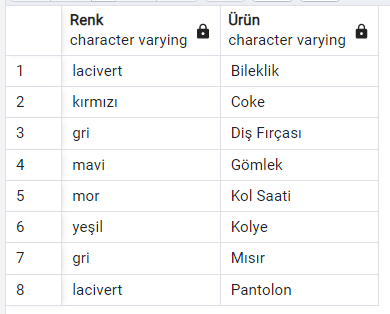 Renk Ürün
character varying character varying
1 lacivert Bileklik
2 kırmızı Coke
3 gri Diş Fırçası
4 mavi Gömlek
5 mor Kol Saati
6 yeşil Kolye
7 gri Mısır
8 lacivert Pantolon